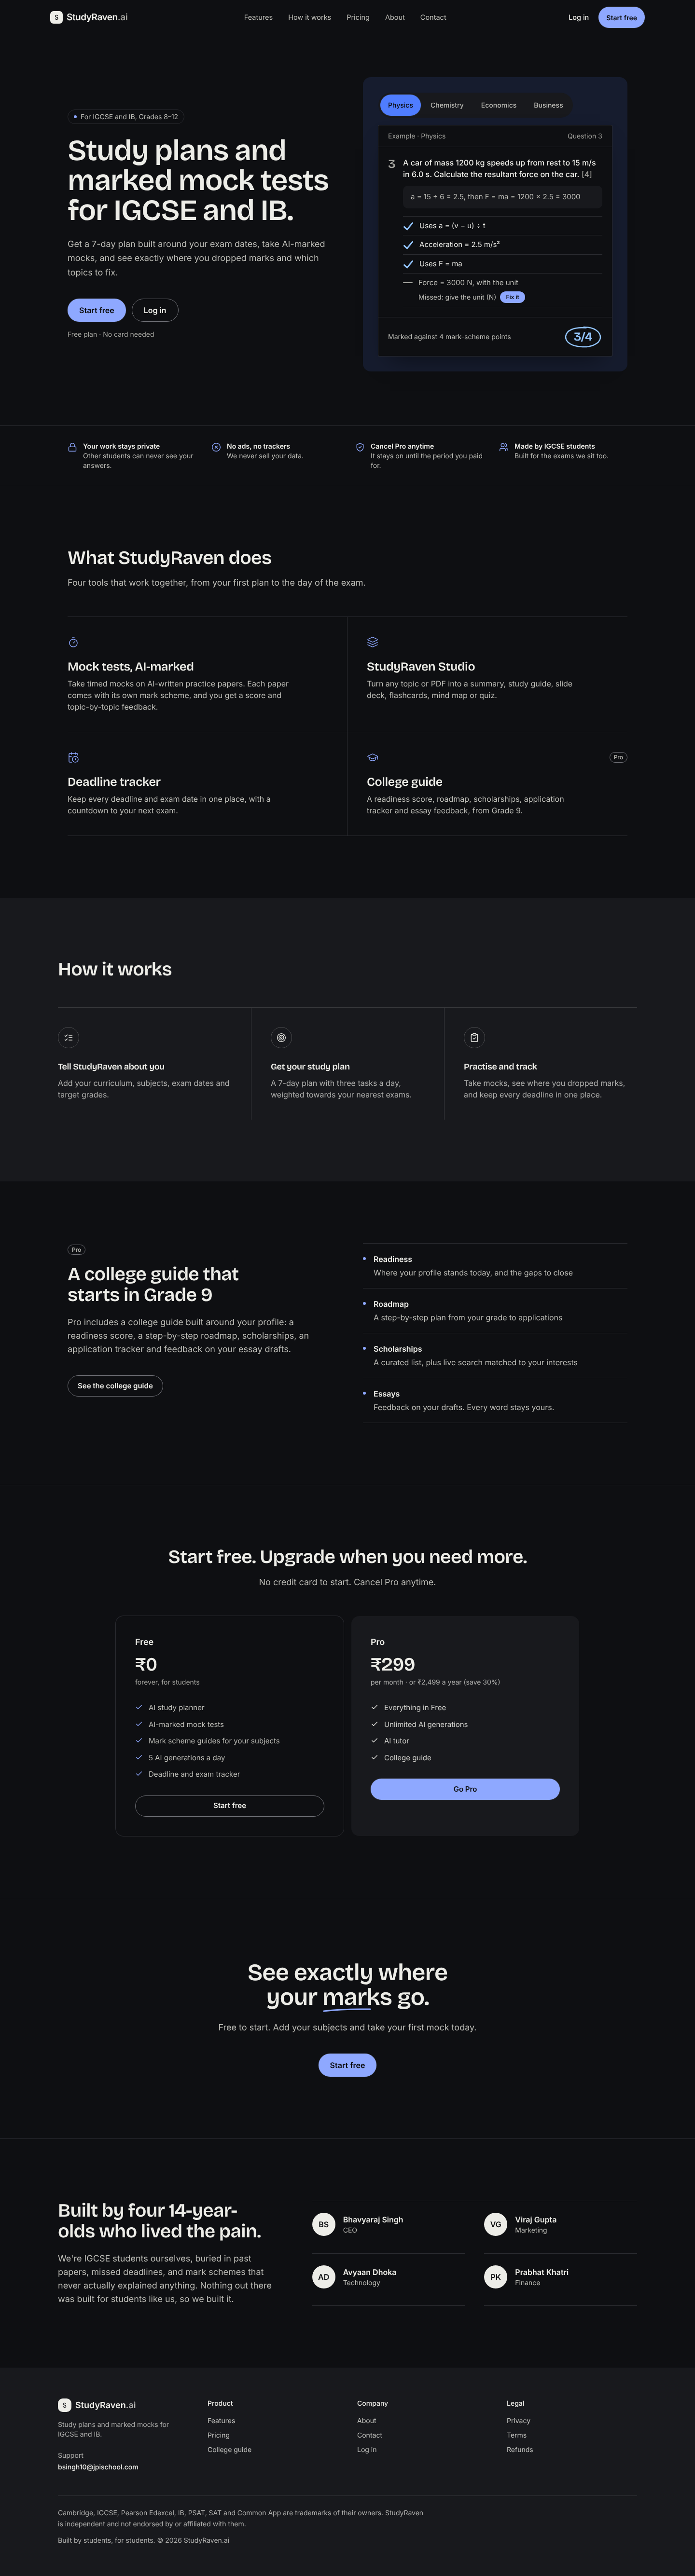 S StudyRaven.ai
Features How it works Pricing About Contact
Log in Start free
For IGCSE and IB, Grades 8–12
Study plans and
marked mock tests
for IGCSE and IB.
Get a 7-day plan built around your exam dates, take AI-marked
mocks, and see exactly where you dropped marks and which
topics to fix.
Start free Log in
Free plan · No card needed
Physics Chemistry Economics Business
Example · Physics Question 3
3 A car of mass 1200 kg speeds up from rest to 15 m/s
in 6.0 s. Calculate the resultant force on the car. [4]
a = 15 ÷ 6 = 2.5, then F = ma = 1200 × 2.5 = 3000
Uses a = (v − u) ÷ t
Acceleration = 2.5 m/s²
Uses F = ma
Force = 3000 N, with the unit
Missed: give the unit (N) Fix it
Marked against 4 mark-scheme points 3/4
Your work stays private
Other students can never see your
answers.
No ads, no trackers
We never sell your data.
Cancel Pro anytime
It stays on until the period you paid
for.
Made by IGCSE students
Built for the exams we sit too.
What StudyRaven does
Four tools that work together, from your first plan to the day of the exam.
Mock tests, AI-marked
Take timed mocks on AI-written practice papers. Each paper
comes with its own mark scheme, and you get a score and
topic-by-topic feedback.
StudyRaven Studio
Turn any topic or PDF into a summary, study guide, slide
deck, flashcards, mind map or quiz.
Deadline tracker
Keep every deadline and exam date in one place, with a
countdown to your next exam.
Pro
College guide
A readiness score, roadmap, scholarships, application
tracker and essay feedback, from Grade 9.
How it works
Tell StudyRaven about you
Add your curriculum, subjects, exam dates and
target grades.
Get your study plan
A 7-day plan with three tasks a day,
weighted towards your nearest exams.
Practise and track
Take mocks, see where you dropped marks,
and keep every deadline in one place.
Pro
A college guide that
starts in Grade 9
Pro includes a college guide built around your profile: a
readiness score, a step-by-step roadmap, scholarships, an
application tracker and feedback on your essay drafts.
See the college guide
Readiness
Where your profile stands today, and the gaps to close
Roadmap
A step-by-step plan from your grade to applications
Scholarships
A curated list, plus live search matched to your interests
Essays
Feedback on your drafts. Every word stays yours.
Start free. Upgrade when you need more.
No credit card to start. Cancel Pro anytime.
Free
₹0
forever, for students
AI study planner
AI-marked mock tests
Mark scheme guides for your subjects
5 AI generations a day
Deadline and exam tracker
Start free
Pro
₹299
per month · or ₹2,499 a year (save 30%)
Everything in Free
Unlimited AI generations
AI tutor
College guide
Go Pro
See exactly where
your marks go.
Free to start. Add your subjects and take your first mock today.
Start free
Built by four 14-year-
olds who lived the pain.
We're IGCSE students ourselves, buried in past
papers, missed deadlines, and mark schemes that
never actually explained anything. Nothing out there
was built for students like us, so we built it.
BS Bhavyaraj Singh
CEO
VG Viraj Gupta
Marketing
AD Avyaan Dhoka
Technology
PK Prabhat Khatri
Finance
S StudyRaven.ai
Study plans and marked mocks for
IGCSE and IB.
Support
bsingh10@jpischool.com
Product
Features
Pricing
College guide
Company
About
Contact
Log in
Legal
Privacy
Terms
Refunds
Cambridge, IGCSE, Pearson Edexcel, IB, PSAT, SAT and Common App are trademarks of their owners. StudyRaven
is independent and not endorsed by or affiliated with them.
Built by students, for students. © 2026 StudyRaven.ai